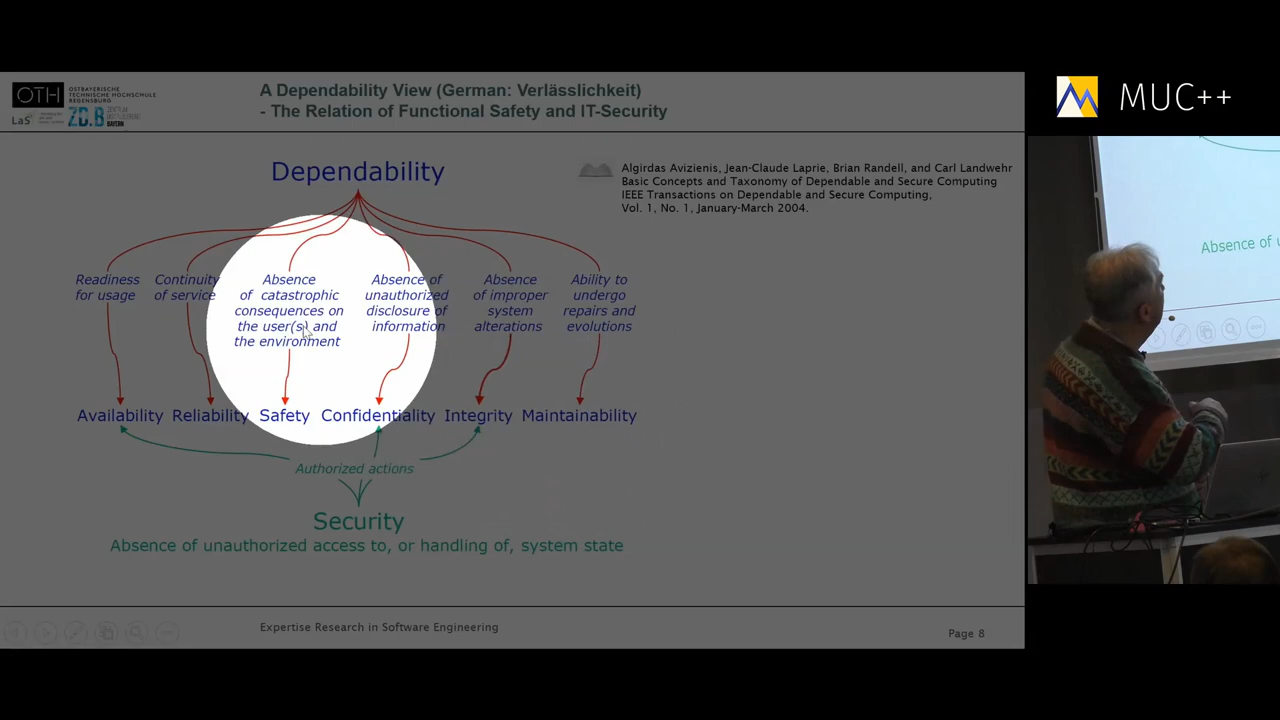 OTH
OSTBAYERISCHE
TECHNISCHE HOCHSCHULE
REGENSBURG
LaS³
ZD.B
ZENTRUM
DIGITALISIERUNG
BAYERN
A Dependability View (German: Verlässlichkeit)
- The Relation of Functional Safety and IT-Security
MUC++
Dependability
Algirdas Avizienis, Jean-Claude Laprie, Brian Randell, and Carl Landwehr
Basic Concepts and Taxonomy of Dependable and Secure Computing
IEEE Transactions on Dependable and Secure Computing,
Vol. 1, No. 1, January-March 2004.
Readiness
for usage
Continuity
of service
Absence
of catastrophic
consequences on
the user(s) and
the environment
Absence of
unauthorized
disclosure of
information
Absence
of improper
system
alterations
Ability to
undergo
repairs and
evolutions
Availability Reliability Safety Confidentiality Integrity Maintainability
Authorized actions
Security
Absence of unauthorized access to, or handling of, system state
Absence of u
Expertise Research in Software Engineering
Page 8